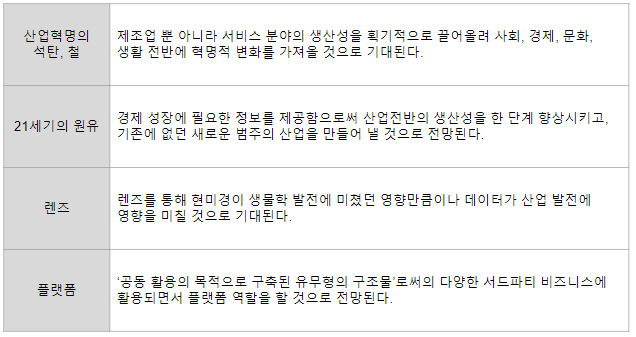 산업혁명의
석탄, 철
제조업 뿐 아니라 서비스 분야의 생산성을 획기적으로 끌어올려 사회, 경제, 문화,
생활 전반에 혁명적 변화를 가져올 것으로 기대된다.
21세기의 원유
경제 성장에 필요한 정보를 제공함으로써 산업전반의 생산성을 한 단계 향상시키고,
기존에 없던 새로운 범주의 산업을 만들어 낼 것으로 전망된다.
렌즈
렌즈를 통해 현미경이 생물학 발전에 미쳤던 영향만큼이나 데이터가 산업 발전에
영향을 미칠 것으로 기대된다.
플랫폼
‘공동 활용의 목적으로 구축된 유무형의 구조물’로써의 다양한 서드파티 비즈니스에
활용되면서 플랫폼 역할을 할 것으로 전망된다.